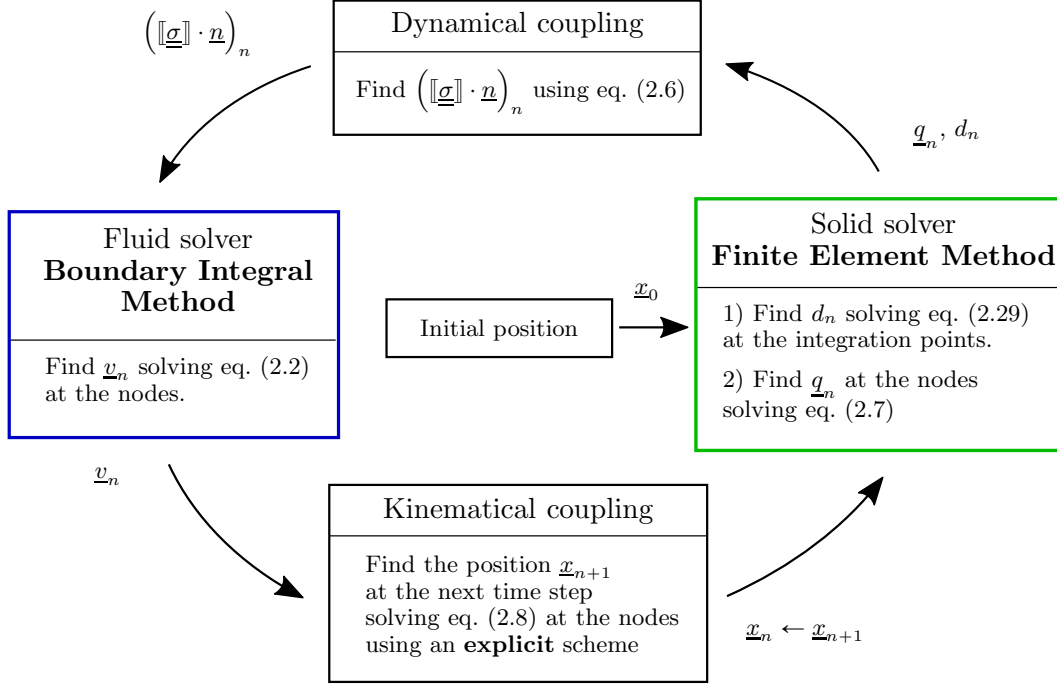 (⟦σ⟧ · n)ₙ
Dynamical coupling
Find (⟦σ⟧ · n)ₙ using eq. (2.6)
qₙ, dₙ
Fluid solver
Boundary Integral
Method
Find vₙ solving eq. (2.2)
at the nodes.
Initial position
x₀
Solid solver
Finite Element Method
1) Find dₙ solving eq. (2.29)
at the integration points.
2) Find qₙ at the nodes
solving eq. (2.7)
vₙ
Kinematical coupling
Find the position xₙ₊₁
at the next time step
solving eq. (2.8) at the nodes
using an explicit scheme
xₙ ← xₙ₊₁